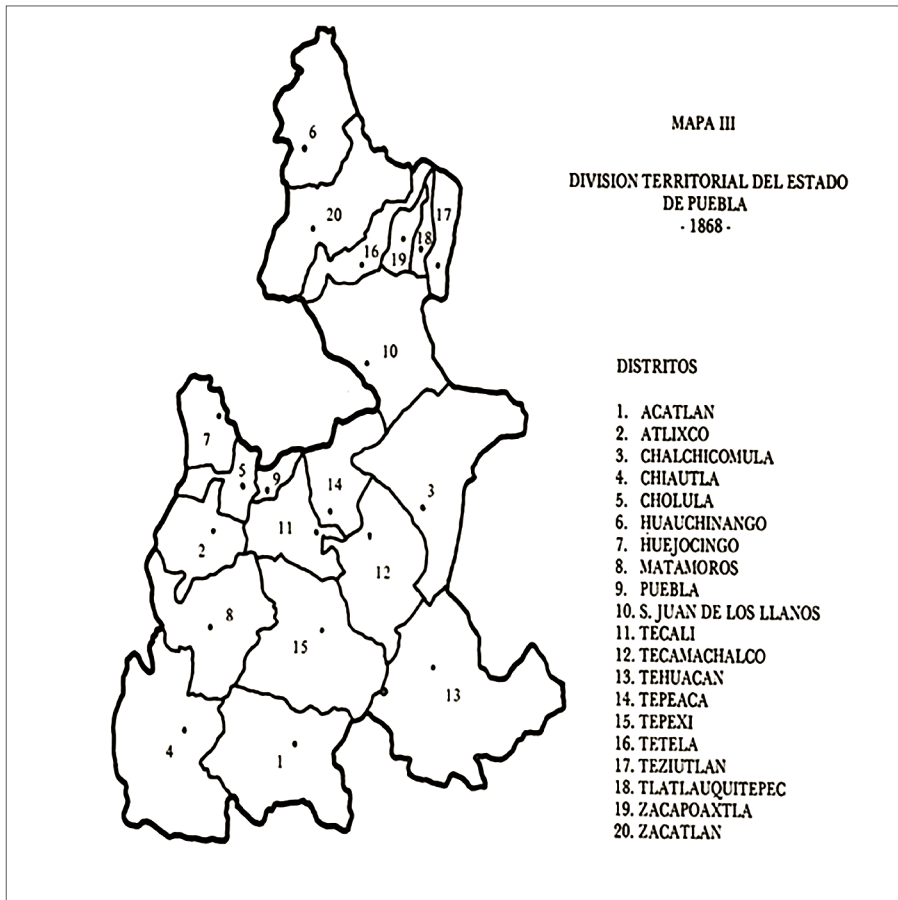 MAPA III
DIVISION TERRITORIAL DEL ESTADO
DE PUEBLA
- 1868 -
6
20
17
16
19
18
10
7
5
9
14
3
11
2
12
8
15
13
4
1
DISTRITOS
1. ACATLAN
2. ATLIXCO
3. CHALCHICOMULA
4. CHIAUTLA
5. CHOLULA
6. HUAUCHINANGO
7. HUEJOCINGO
8. MATAMOROS
9. PUEBLA
10. S. JUAN DE LOS LLANOS
11. TECALI
12. TECAMACHALCO
13. TEHUACAN
14. TEPEACA
15. TEPEXI
16. TETELA
17. TEZIUTLAN
18. TLATLAUQUITEPEC
19. ZACAPOAXTLA
20. ZACATLAN